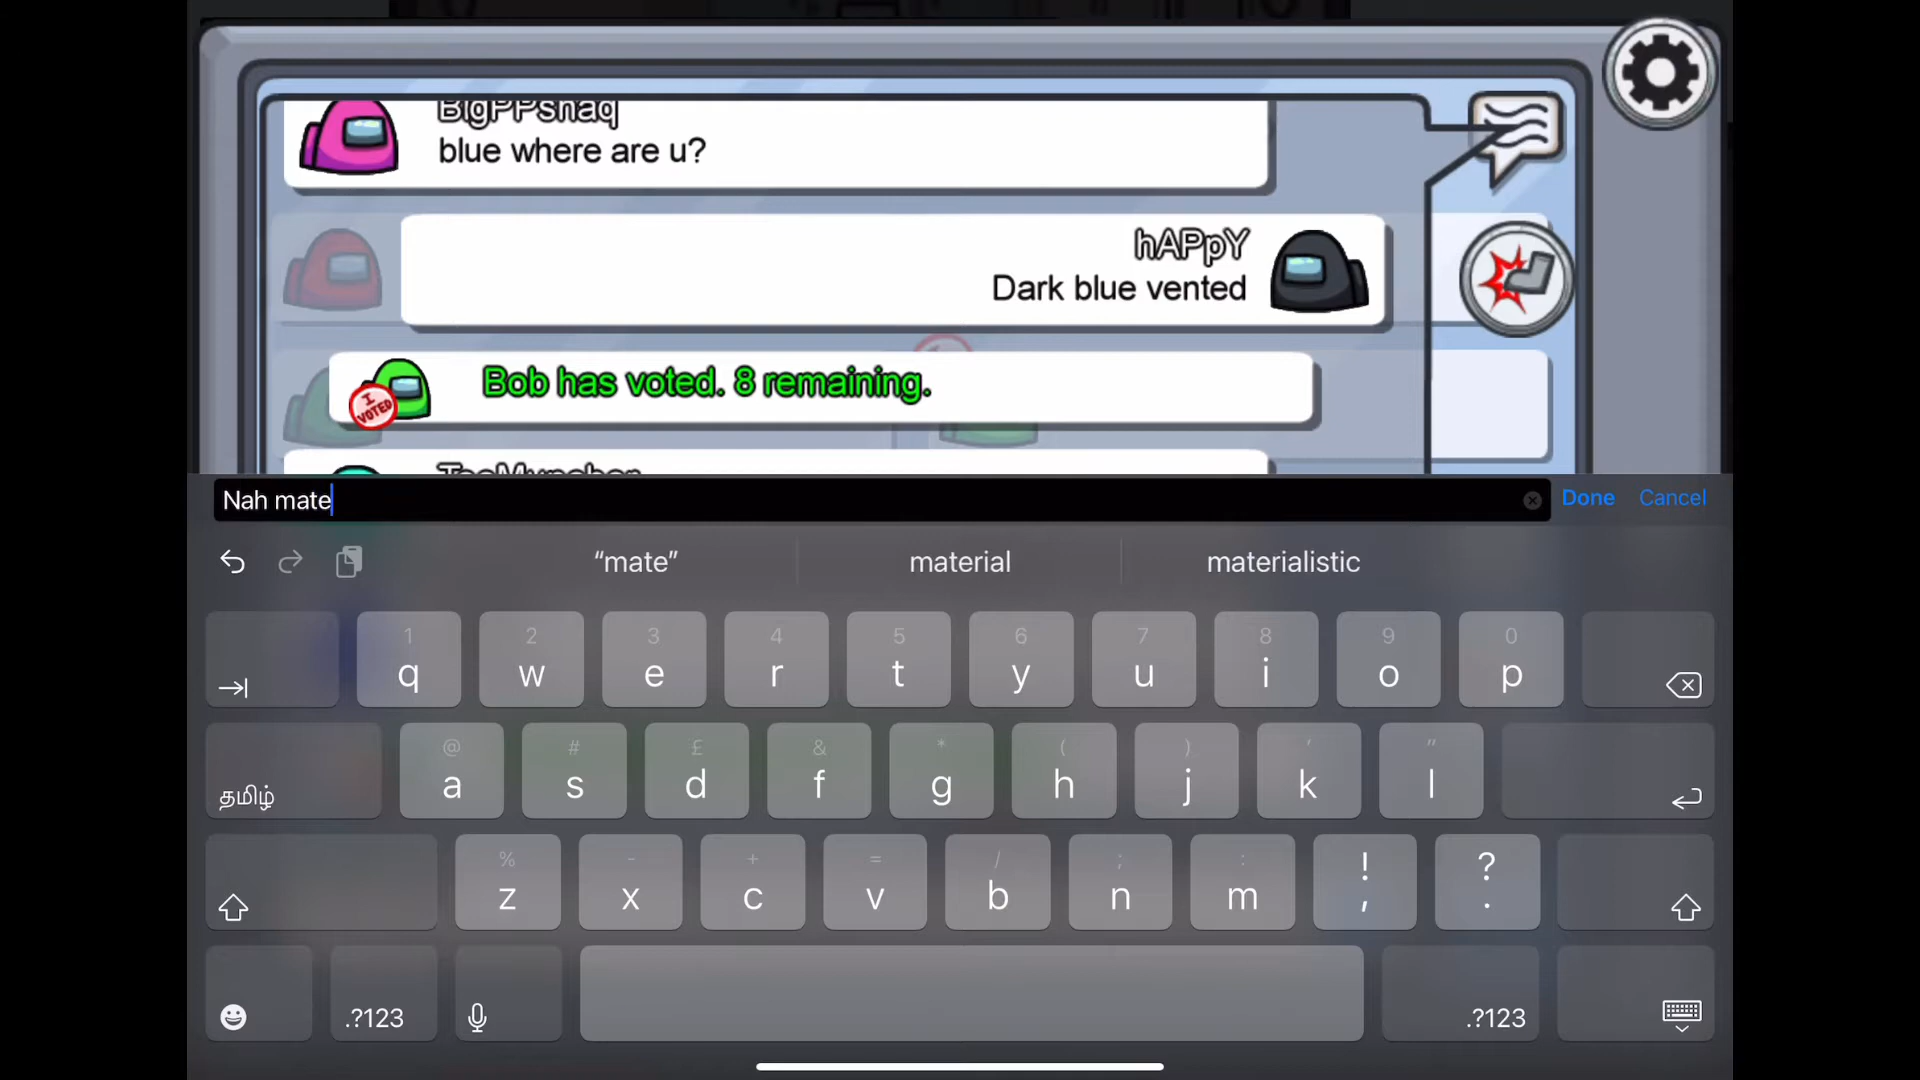 BigPPsnaq
blue where are u?
hAPpY
Dark blue vented
I VOTED
Bob has voted. 8 remaining.
Nah mate
Done
Cancel
“mate”
material
materialistic
1 2 3 4 5 6 7 8 9 0
q w e r t y u i o p
@ # £ & * ( ) ' "
தமிழ் a s d f g h j k l
% - + = / ; : ! ?
z x c v b n m , .
.?123
.?123